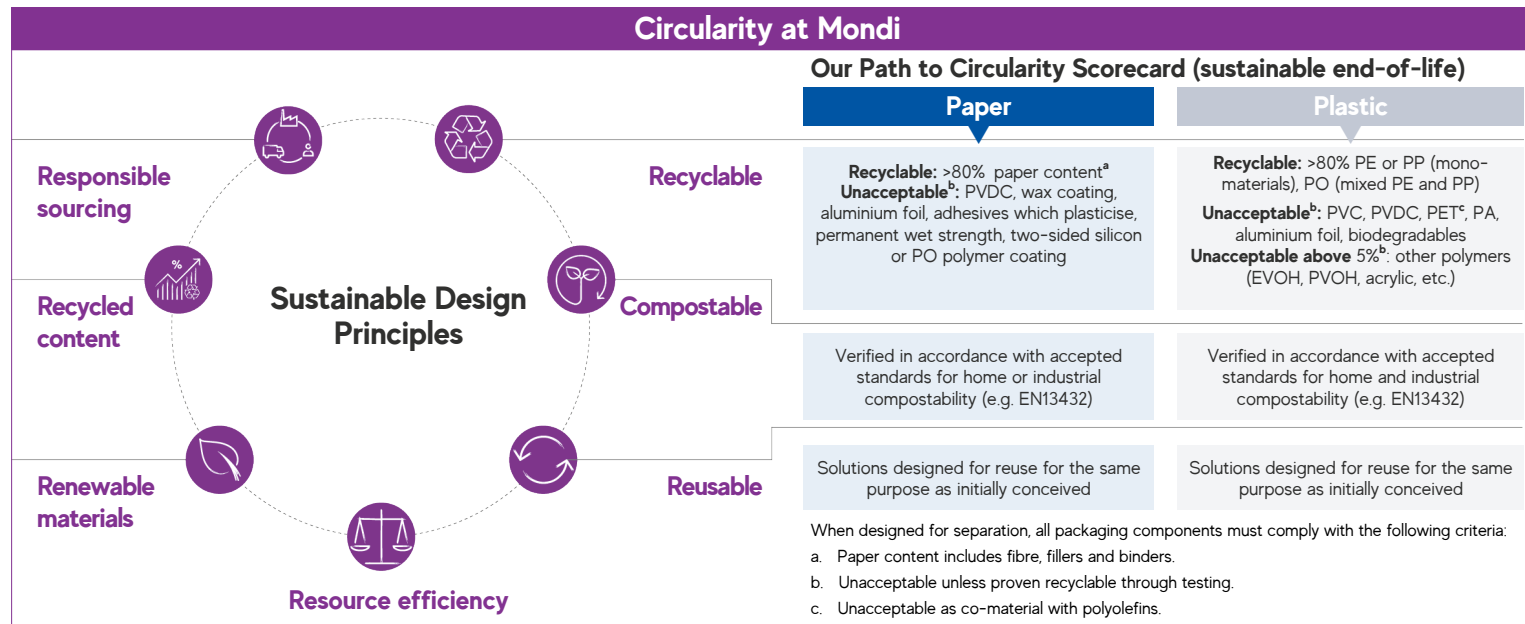 Circularity at Mondi
Our Path to Circularity Scorecard (sustainable end-of-life)
Responsible
sourcing
Recycled
content
%
Renewable
materials
Resource efficiency
Sustainable Design
Principles
Recyclable
Compostable
Reusable
Paper
Recyclable: >80% paper contentᵃ
Unacceptableᵇ: PVDC, wax coating,
aluminium foil, adhesives which plasticise,
permanent wet strength, two-sided silicon
or PO polymer coating
Plastic
Recyclable: >80% PE or PP (mono-
materials), PO (mixed PE and PP)
Unacceptableᵇ: PVC, PVDC, PETᶜ, PA,
aluminium foil, biodegradables
Unacceptable above 5%ᵇ: other polymers
(EVOH, PVOH, acrylic, etc.)
Verified in accordance with accepted
standards for home or industrial
compostability (e.g. EN13432)
Verified in accordance with accepted
standards for home and industrial
compostability (e.g. EN13432)
Solutions designed for reuse for the same
purpose as initially conceived
Solutions designed for reuse for the same
purpose as initially conceived
When designed for separation, all packaging components must comply with the following criteria:
a. Paper content includes fibre, fillers and binders.
b. Unacceptable unless proven recyclable through testing.
c. Unacceptable as co-material with polyolefins.